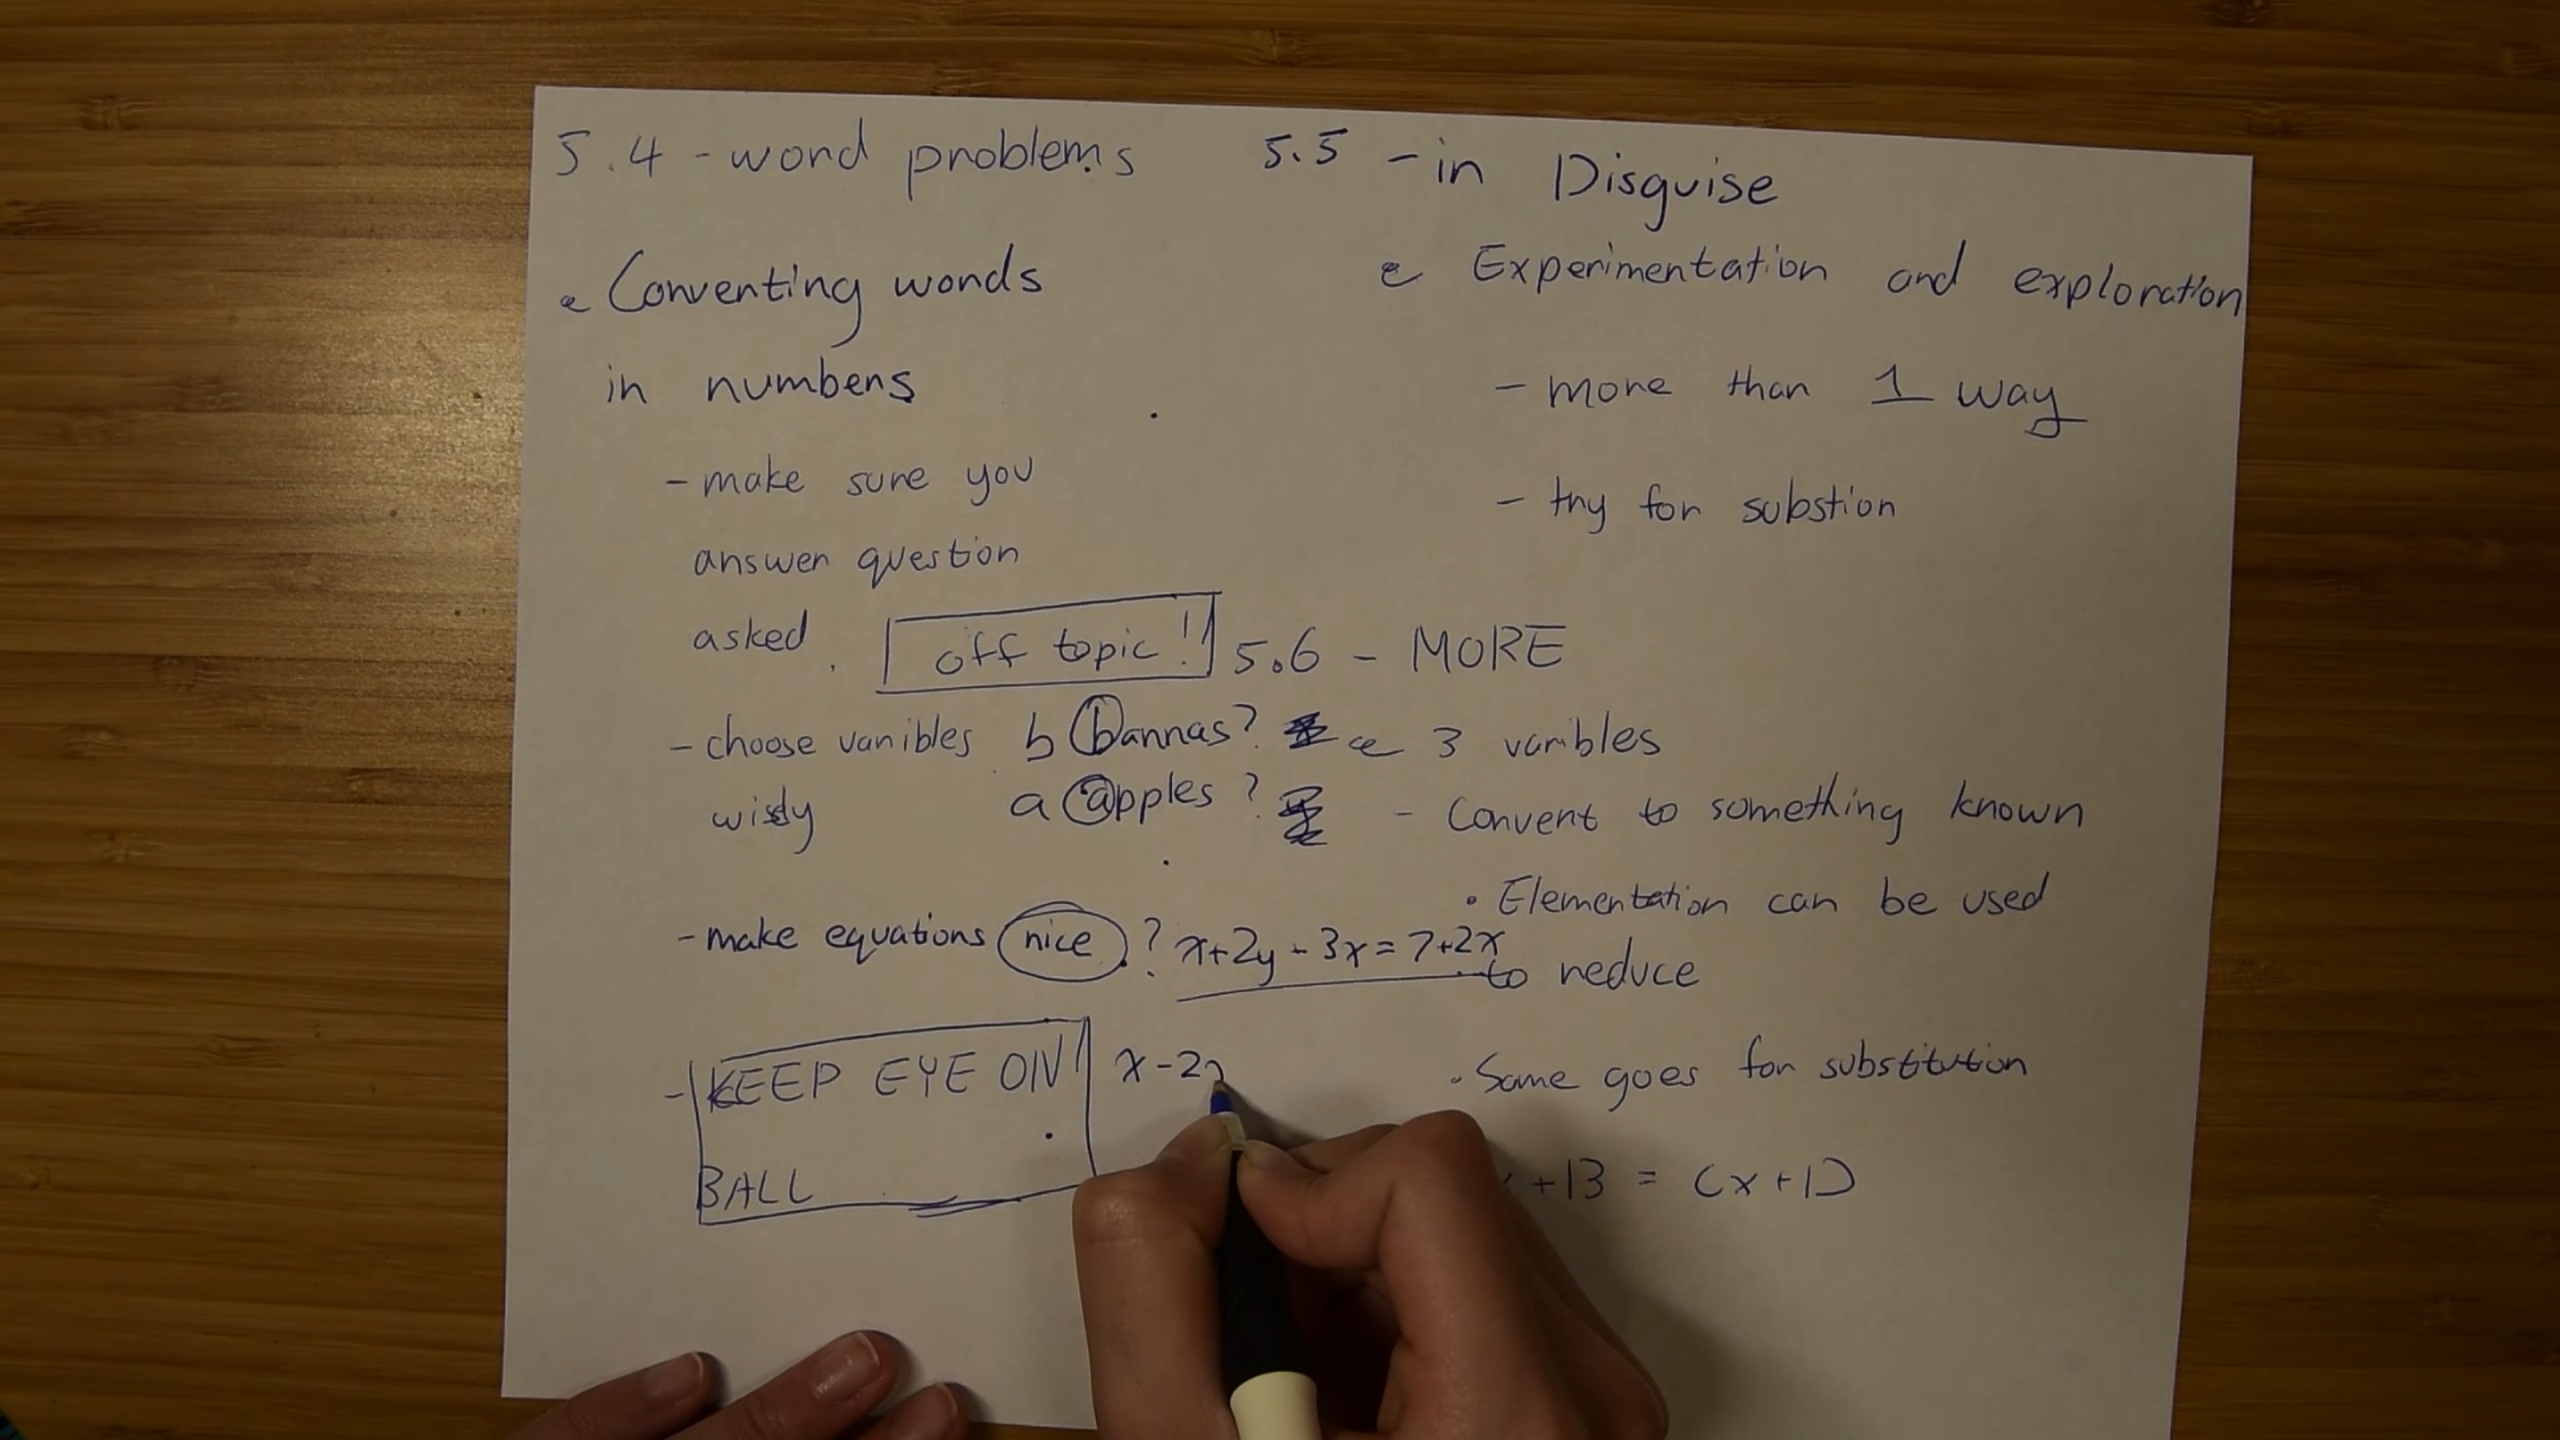 5.4 - word problems
• Converting words
in numbers
- make sure you
answer question
asked
off topic!
- choose varibles
wisly
b bannas?
a apples?
- make equations nice.? x+2y-3x=7+2x
- KEEP EYE ON
BALL
x-2
5.5 - in Disguise
• Experimentation and exploration
- more than 1 way
- try for substion
5.6 - MORE
• 3 varibles
- Convert to something known
• Elementation can be used
to reduce
• Same goes for substitution
+13 = (x+1)